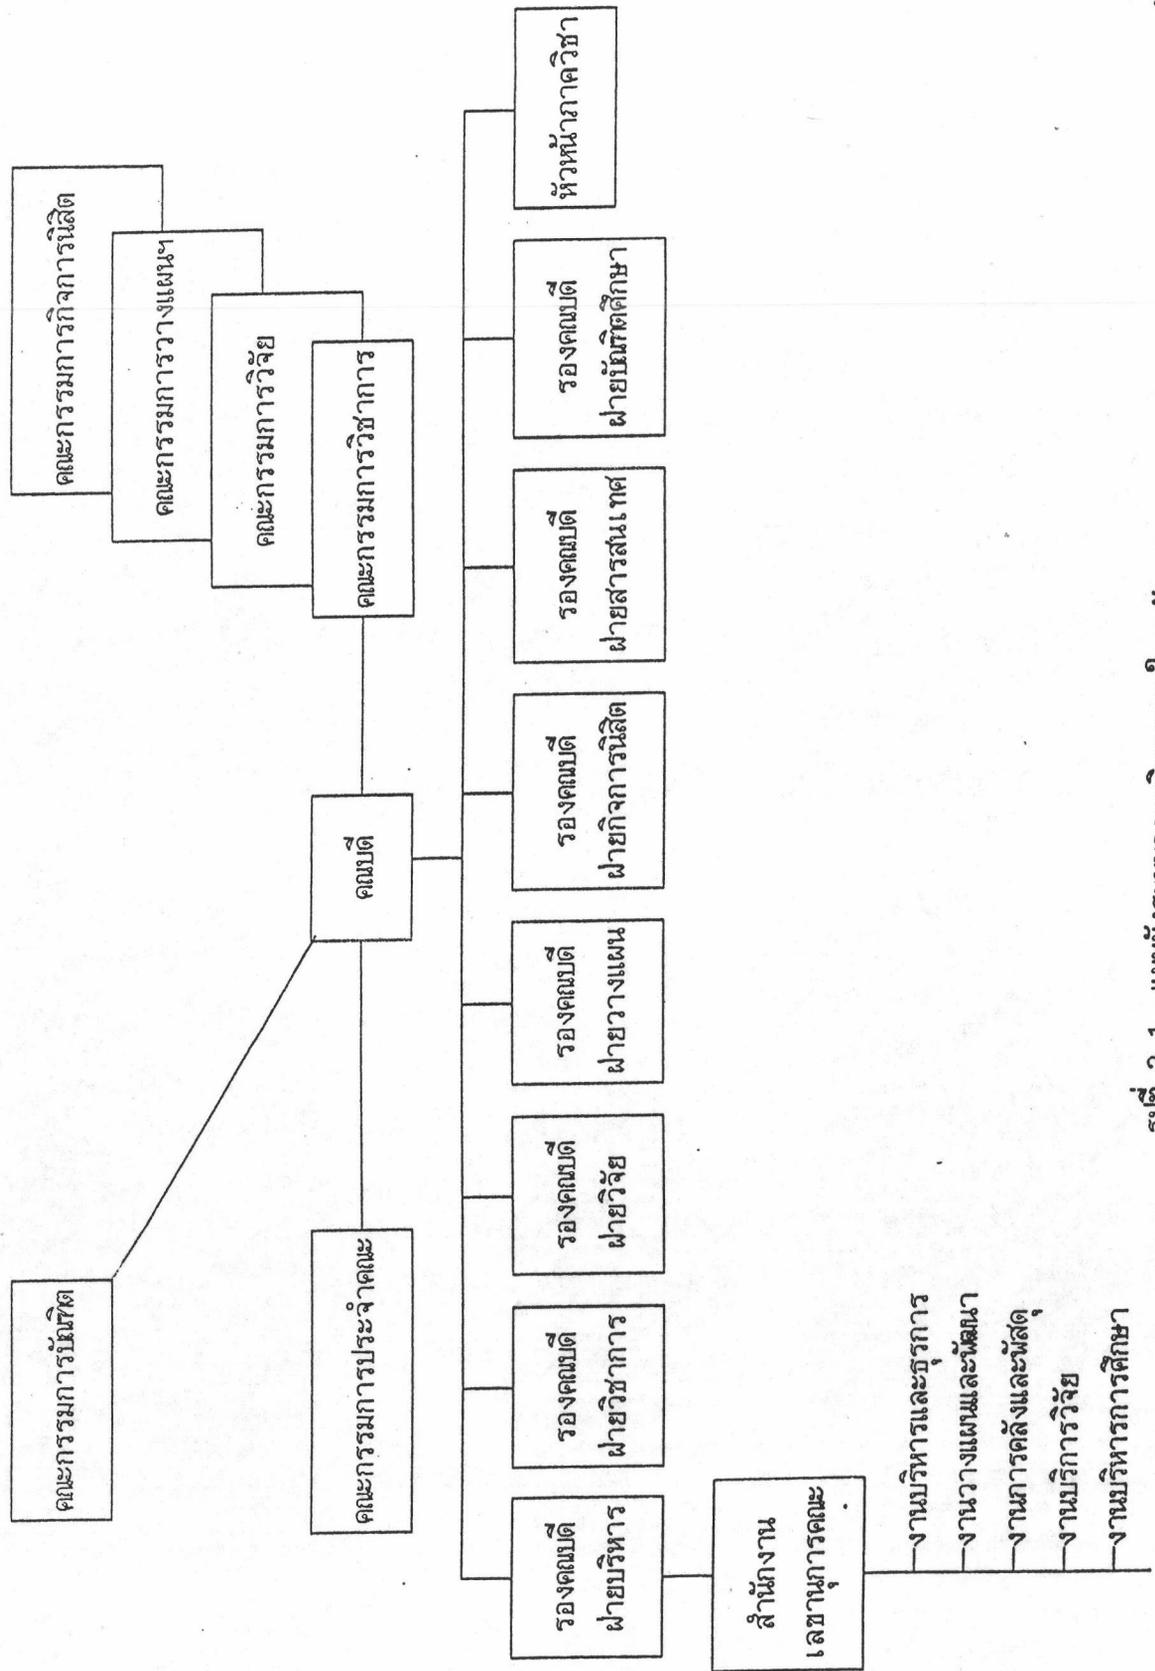 คณะกรรมการบัณฑิต
คณะกรรมการกิจการนิสิต
คณะกรรมการวางแผนฯ
คณะกรรมการวิจัย
คณะกรรมการประจำคณะ
คณบดี
คณะกรรมการวิชาการ
รองคณบดี
ฝ่ายบริหาร
รองคณบดี
ฝ่ายวิชาการ
รองคณบดี
ฝ่ายวิจัย
รองคณบดี
ฝ่ายวางแผน
รองคณบดี
ฝ่ายกิจการนิสิต
รองคณบดี
ฝ่ายสารสนเทศ
รองคณบดี
ฝ่ายบัณฑิตศึกษา
หัวหน้าภาควิชา
สำนักงาน
เลขานุการคณะ
งานบริหารและธุรการ
งานวางแผนและพัฒนา
งานการคลังและพัสดุ
งานบริการวิจัย
งานบริหารการศึกษา
รูปที่ 2.1